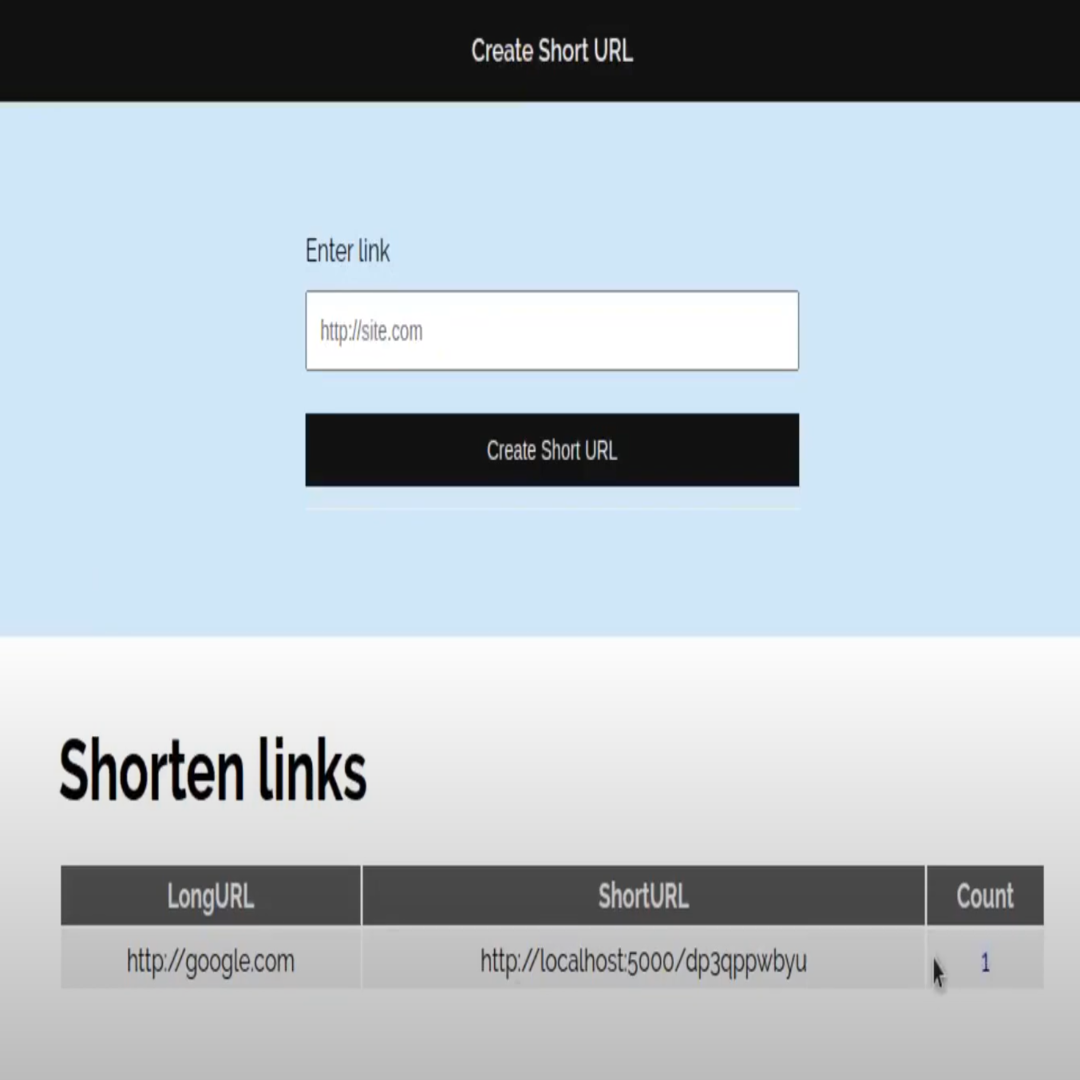 Create Short URL
Enter link
http://site.com
Create Short URL
Shorten links
LongURL ShortURL Count
http://google.com http://localhost:5000/dp3qppwbyu 1